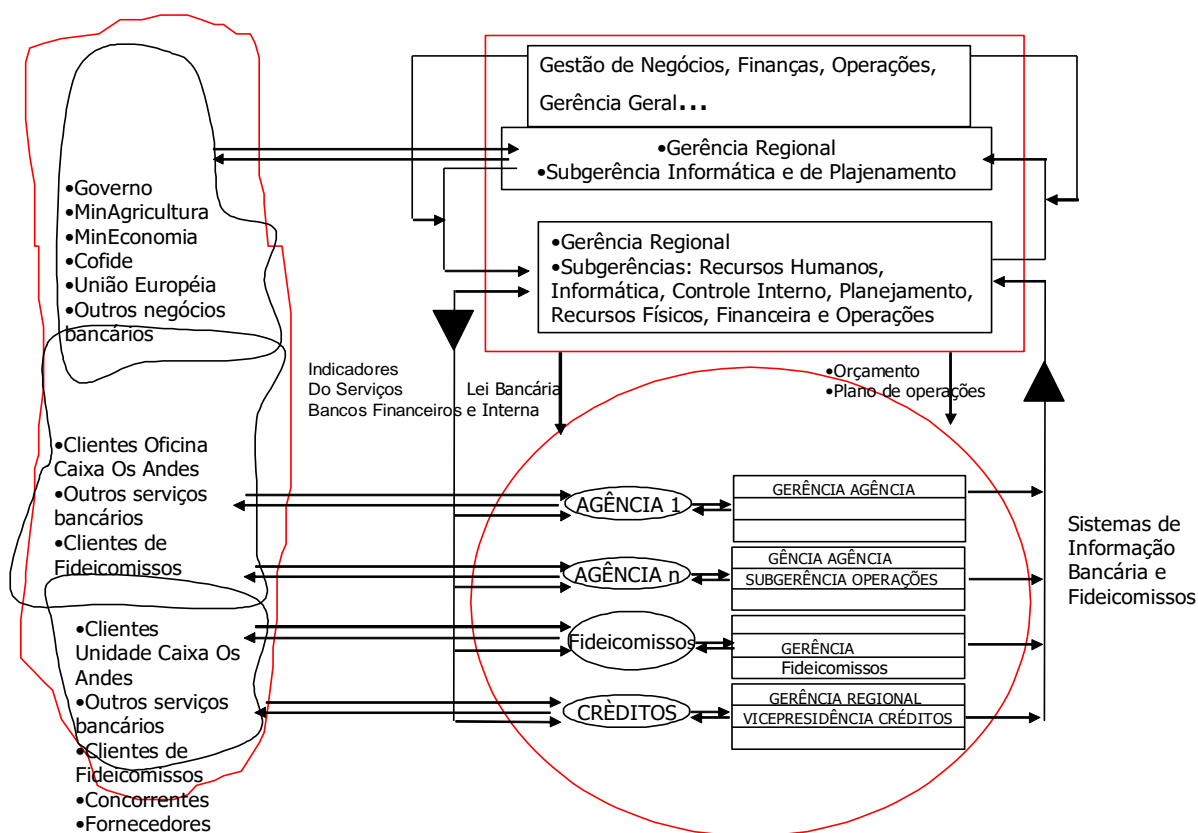 Gestão de Negócios, Finanças, Operações,
Gerência Geral...
•Gerência Regional
•Subgerência Informática e de Plajenamento
•Gerência Regional
•Subgerências: Recursos Humanos,
Informática, Controle Interno, Planejamento,
Recursos Físicos, Financeira e Operações
•Governo
•MinAgricultura
•MinEconomia
•Cofide
•União Européia
•Outros negócios
bancários
•Clientes Oficina
Caixa Os Andes
•Outros serviços
bancários
•Clientes de
Fideicomissos
•Clientes
Unidade Caixa Os
Andes
•Outros serviços
bancários
•Clientes de
Fideicomissos
•Concorrentes
•Fornecedores
Indicadores
Do Serviços Lei Bancária
Bancos Financeiros e Interna
•Orçamento
•Plano de operações
AGÊNCIA 1
GERÊNCIA AGÊNCIA
AGÊNCIA n
GÊNCIA AGÊNCIA
SUBGERÊNCIA OPERAÇÕES
Fideicomissos
GERÊNCIA
Fideicomissos
CRÈDITOS
GERÊNCIA REGIONAL
VICEPRESIDÊNCIA CRÉDITOS
Sistemas de
Informação
Bancária e
Fideicomissos